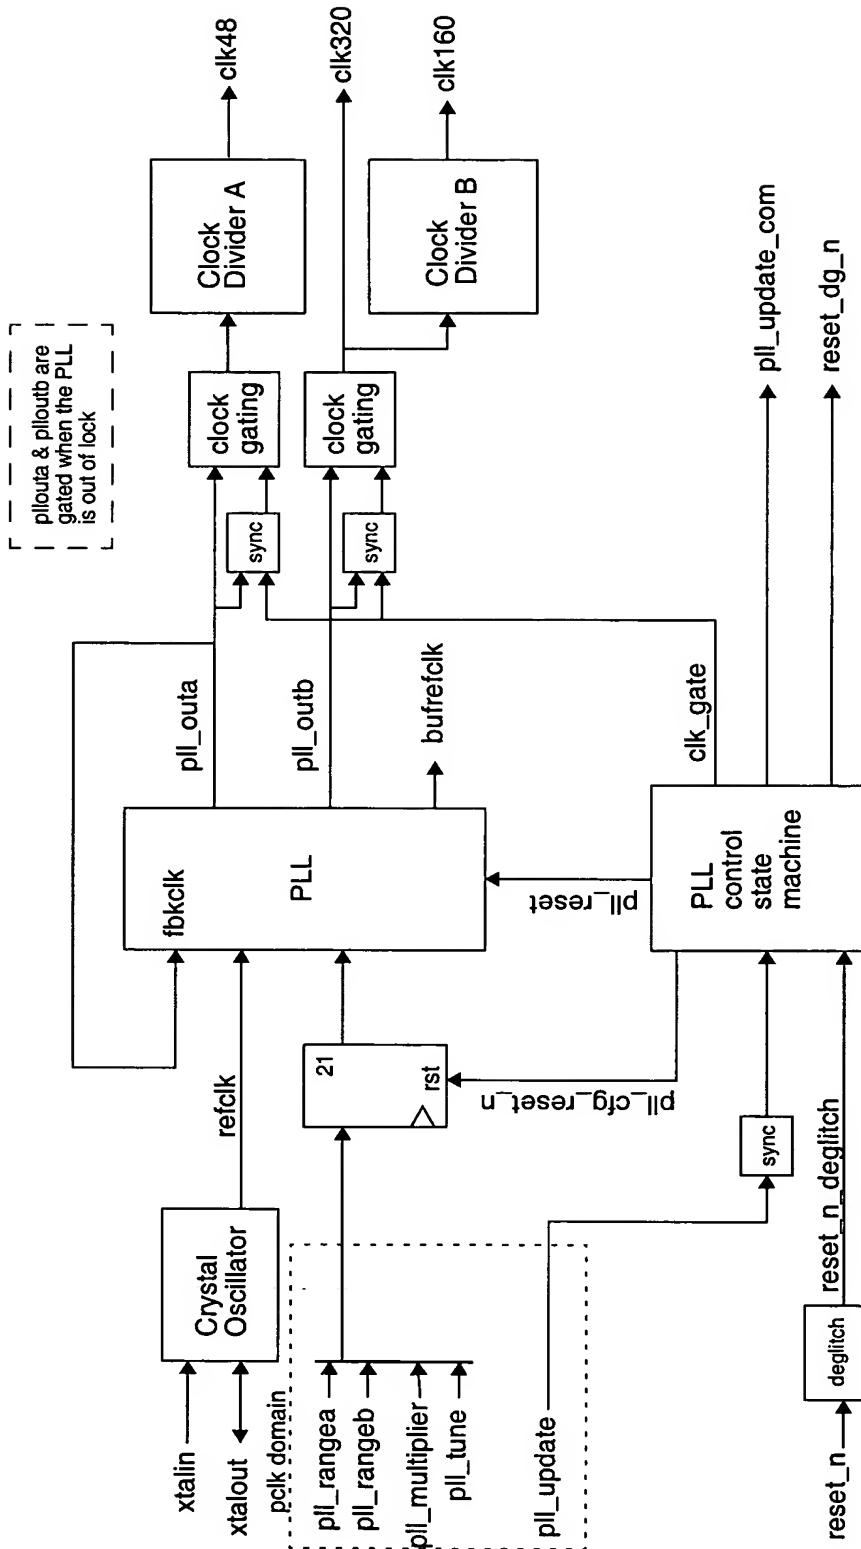 pllouta & plloutb are
gated when the PLL
is out of lock
xtalin
xtalout
Crystal
Oscillator
refclk
fbkclk
PLL
pll_outa
pll_outb
bufrefclk
sync
clock
gating
sync
clock
gating
Clock
Divider A
clk48
clk320
Clock
Divider B
clk160
pclk domain
pll_rangea
pll_rangeb
pll_multiplier
pll_tune
21
rst
pll_cfg_reset_n
pll_reset
pll_update
sync
PLL
control
state
machine
clk_gate
pll_update_com
reset_dg_n
reset_n
deglitch
reset_n_deglitch